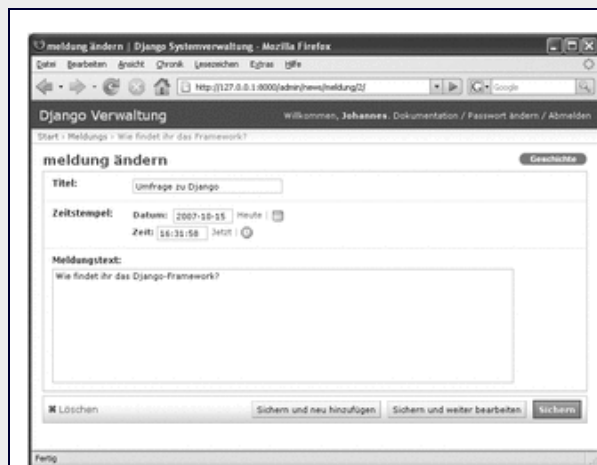 meldung ändern | Django Systemverwaltung - Mozilla Firefox
Datei Bearbeiten Ansicht Chronik Lesezeichen Extras Hilfe
http://127.0.0.1:8000/admin/news/meldung/2/ Google
Django Verwaltung Willkommen, Johannes. Dokumentation / Passwort ändern / Abmelden
Start › Meldungs › Wie findet ihr das Framework?
meldung ändern Geschichte
Titel: Umfrage zu Django
Zeitstempel: Datum: 2007-10-15 Heute |
Zeit: 16:31:58 Jetzt |
Meldungstext:
Wie findet ihr das Django-Framework?
Löschen Sichern und neu hinzufügen Sichern und weiter bearbeiten Sichern
Fertig